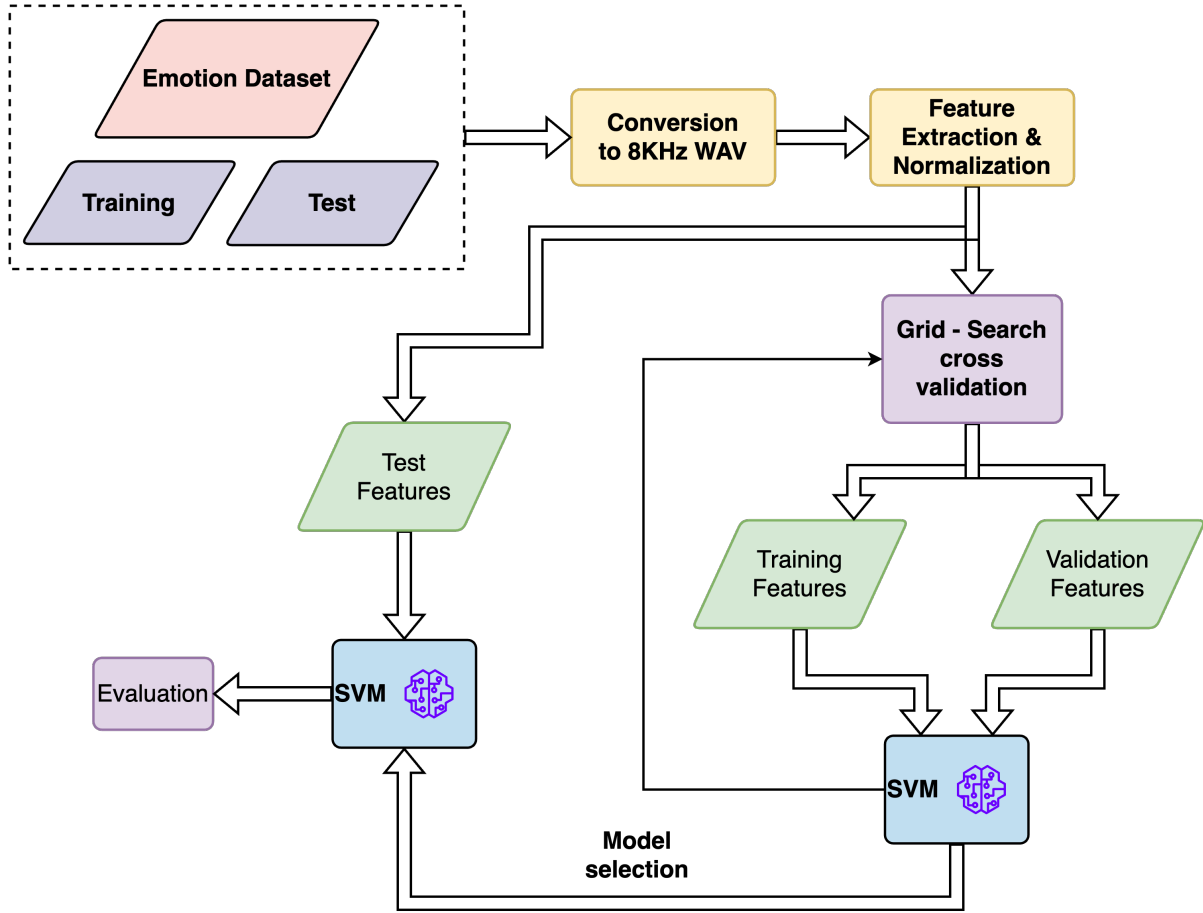 Emotion Dataset
Training
Test
Conversion
to 8KHz WAV
Feature
Extraction &
Normalization
Grid - Search
cross
validation
Test
Features
Training
Features
Validation
Features
Evaluation
SVM
SVM
Model
selection